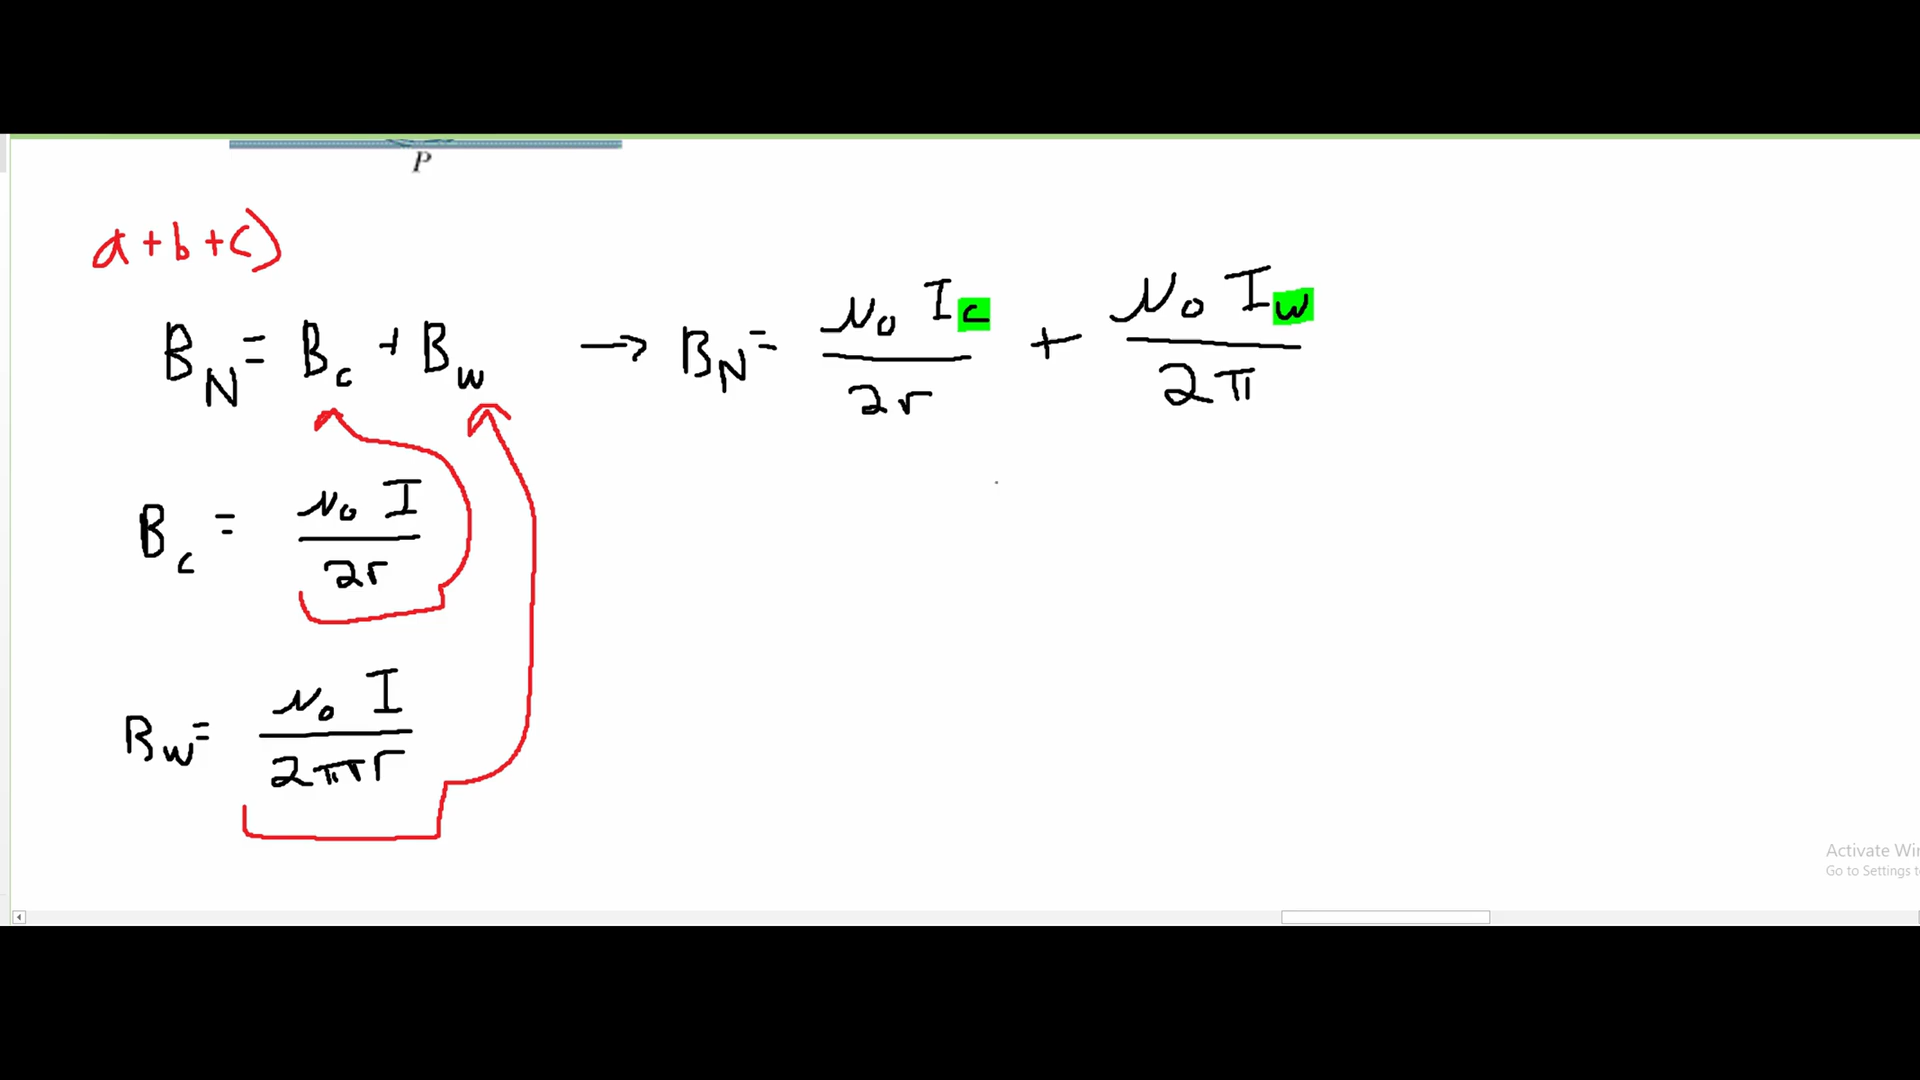 P
a+b+c)
B_N = B_c + B_w → B_N = μ₀ I_c / 2r + μ₀ I_w / 2π
B_c = μ₀ I / 2r
B_w = μ₀ I / 2πr
Activate Win
Go to Settings t